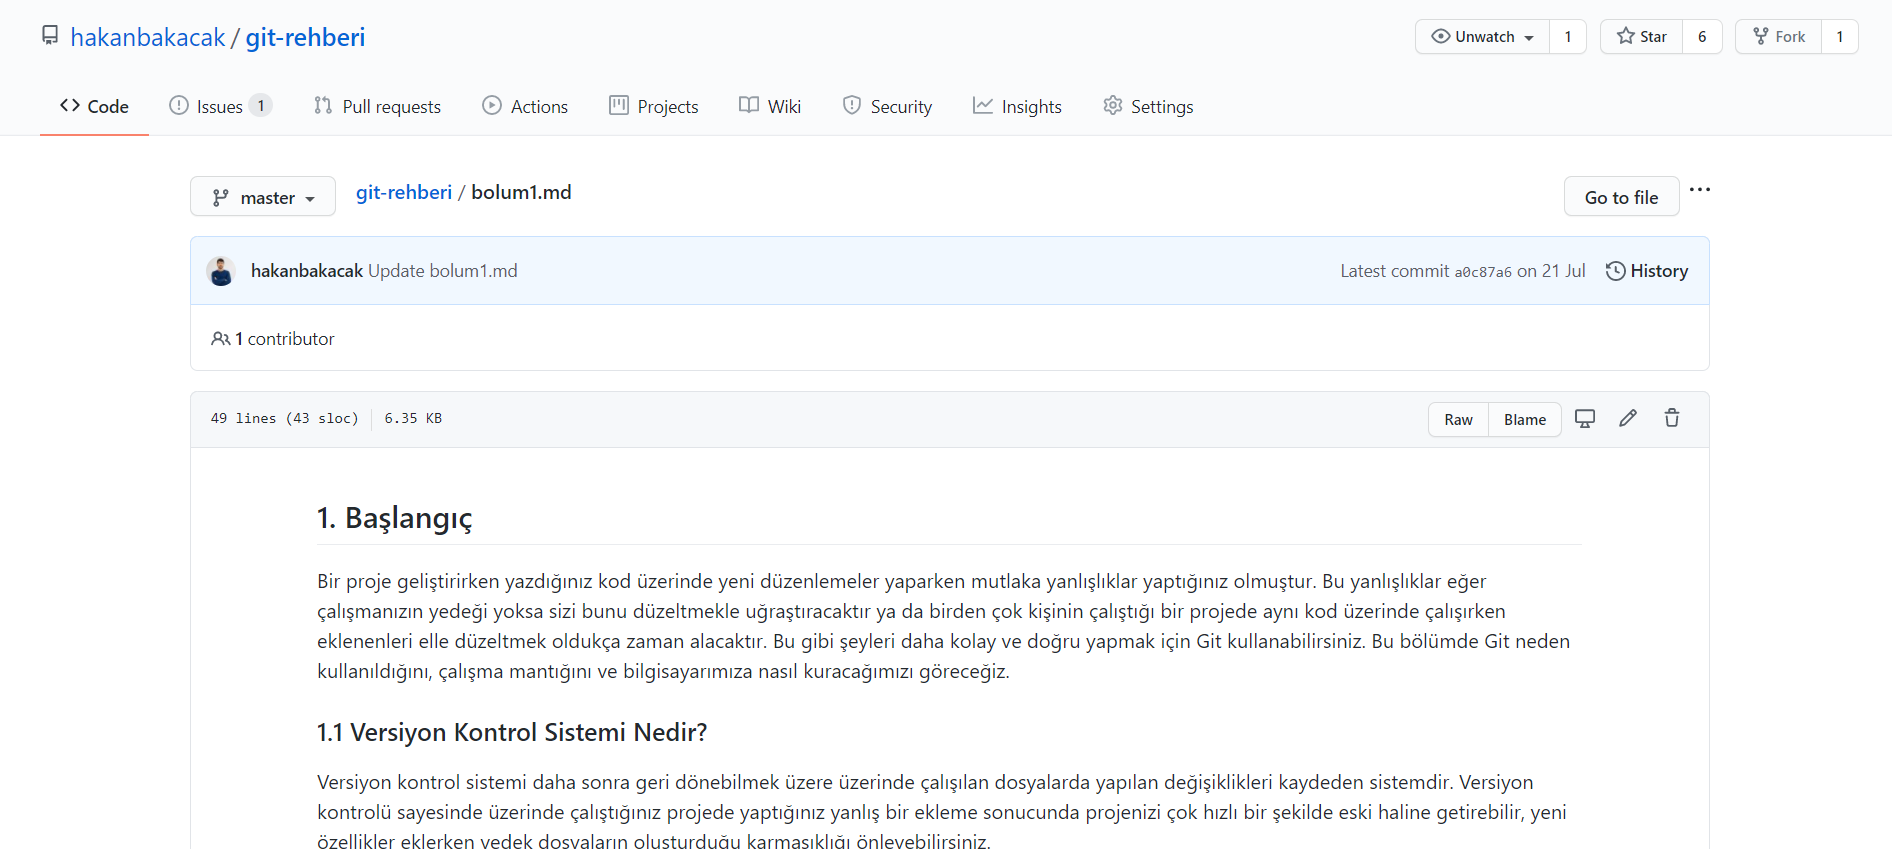 hakanbakacak / git-rehberi
Unwatch 1 Star 6 Fork 1
Code Issues 1 Pull requests Actions Projects Wiki Security Insights Settings
master git-rehberi / bolum1.md Go to file ...
hakanbakacak Update bolum1.md Latest commit a0c87a6 on 21 Jul History
1 contributor
49 lines (43 sloc) 6.35 KB Raw Blame
1. Başlangıç
Bir proje geliştirirken yazdığınız kod üzerinde yeni düzenlemeler yaparken mutlaka yanlışlıklar yaptığınız olmuştur. Bu yanlışlıklar eğer
çalışmanızın yedeği yoksa sizi bunu düzeltmekle uğraştıracaktır ya da birden çok kişinin çalıştığı bir projede aynı kod üzerinde çalışırken
eklenenleri elle düzeltmek oldukça zaman alacaktır. Bu gibi şeyleri daha kolay ve doğru yapmak için Git kullanabilirsiniz. Bu bölümde Git neden
kullanıldığını, çalışma mantığını ve bilgisayarımıza nasıl kuracağımızı göreceğiz.
1.1 Versiyon Kontrol Sistemi Nedir?
Versiyon kontrol sistemi daha sonra geri dönebilmek üzere üzerinde çalışılan dosyalarda yapılan değişiklikleri kaydeden sistemdir. Versiyon
kontrolü sayesinde üzerinde çalıştığınız projede yaptığınız yanlış bir ekleme sonucunda projenizi çok hızlı bir şekilde eski haline getirebilir, yeni
özellikler eklerken yedek dosyaların oluşturduğu karmaşıklığı önleyebilirsiniz.